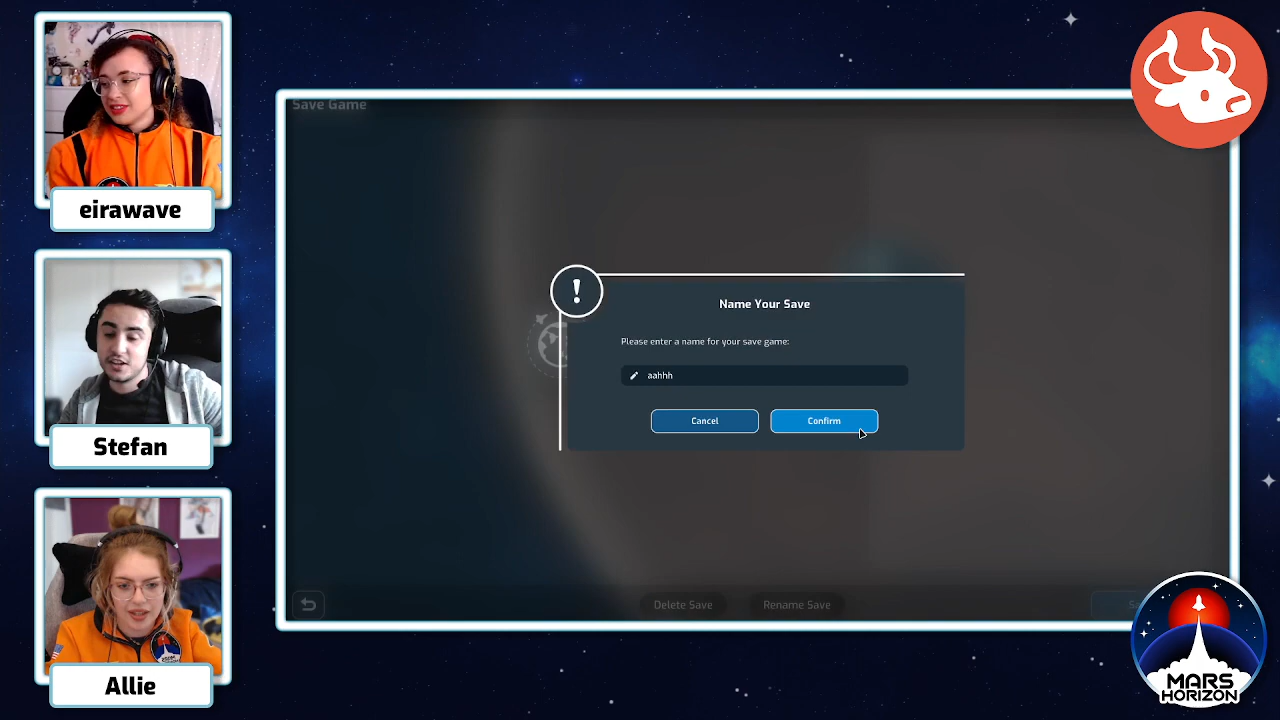 eirawave
Stefan
Allie
Save Game
!
Name Your Save
Please enter a name for your save game:
aahhh
Cancel
Confirm
Delete Save
Rename Save
MARS
HORIZON